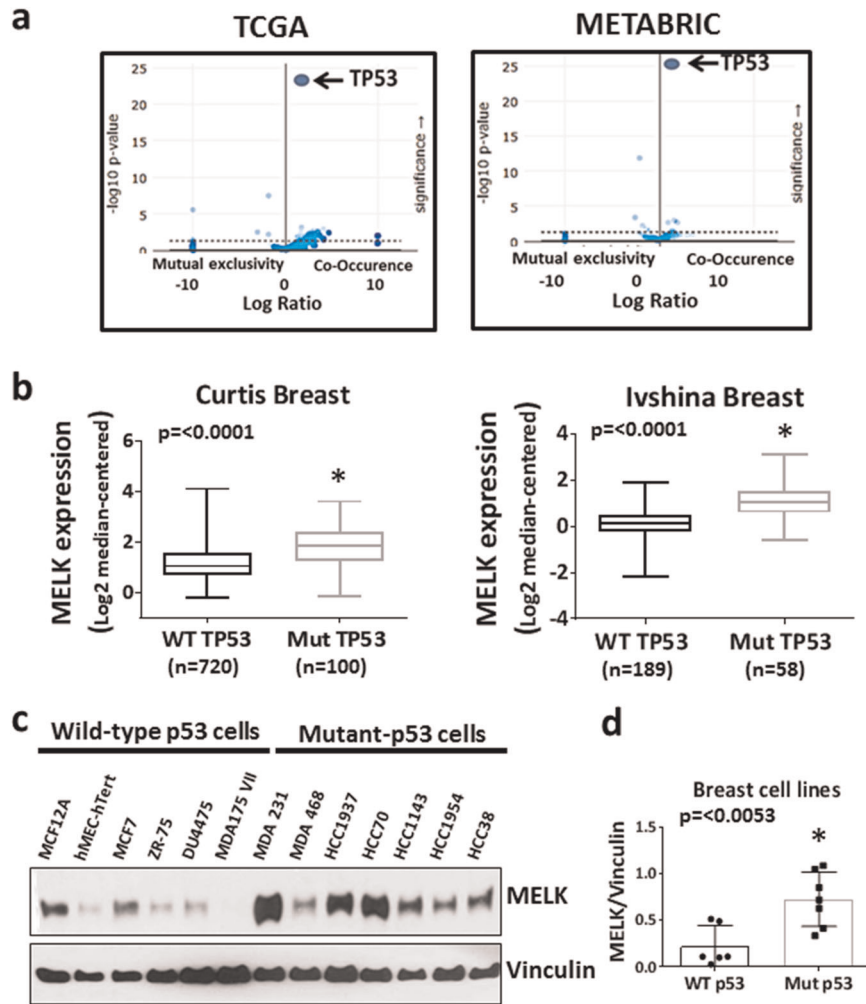 a
TCGA
METABRIC
25
20
15
10
5
0
-log10 p-value
TP53
significance →
Mutual exclusivity
Co-Occurence
-10
0
10
Log Ratio
25
20
15
10
5
0
-log10 p-value
TP53
significance →
Mutual exclusivity
Co-Occurence
-10
0
10
Log Ratio
b
Curtis Breast
p=<0.0001
*
MELK expression
(Log2 median-centered)
6
4
2
0
WT TP53
(n=720)
Mut TP53
(n=100)
Ivshina Breast
p=<0.0001
*
MELK expression
(Log2 median-centered)
4
2
0
-2
-4
WT TP53
(n=189)
Mut TP53
(n=58)
c
Wild-type p53 cells
Mutant-p53 cells
MCF12A
hMEC-hTert
MCF7
ZR-75
DU4475
MDA175 VII
MDA 231
MDA 468
HCC1937
HCC70
HCC1143
HCC1954
HCC38
MELK
Vinculin
d
Breast cell lines
p=<0.0053
*
MELK/Vinculin
1.5
1.0
0.5
0.0
WT p53
Mut p53